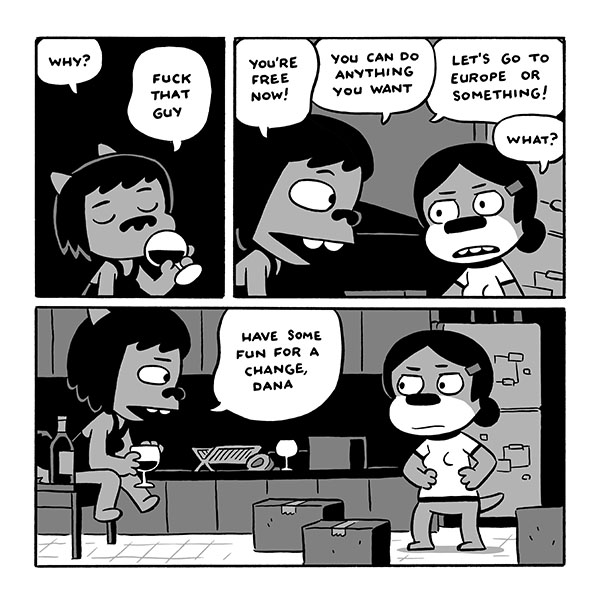 WHY?
FUCK
THAT
GUY
YOU'RE
FREE
NOW!
YOU CAN DO
ANYTHING
YOU WANT
LET'S GO TO
EUROPE OR
SOMETHING!
WHAT?
HAVE SOME
FUN FOR A
CHANGE,
DANA